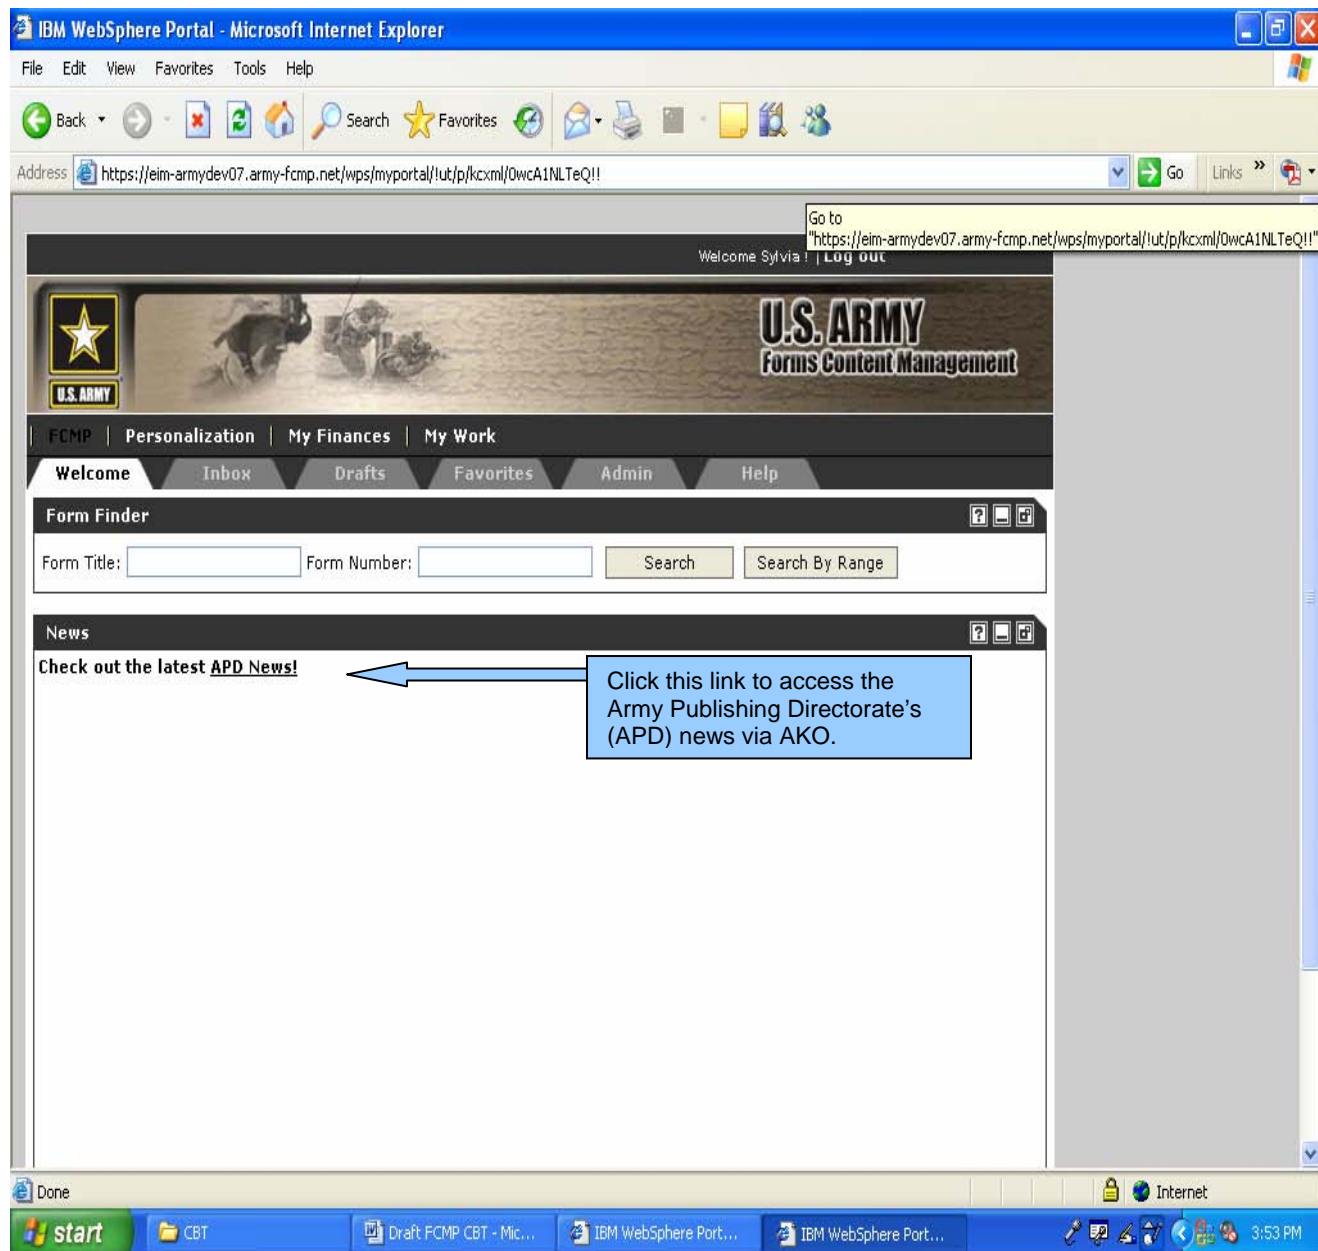 IBM WebSphere Portal - Microsoft Internet Explorer
File Edit View Favorites Tools Help
Back Search Favorites
Address https://eim-armydev07.army-fcmp.net/wps/myportal/!ut/p/kcxml/0wcA1NLTeQ!! Go Links »
Go to
"https://eim-armydev07.army-fcmp.net/wps/myportal/!ut/p/kcxml/0wcA1NLTeQ!!"
Welcome Sylvia ! | Log out
U.S. ARMY
Forms Content Management
U.S. ARMY
| FCMP | Personalization | My Finances | My Work
Welcome Inbox Drafts Favorites Admin Help
Form Finder
Form Title: Form Number: Search Search By Range
News
Check out the latest APD News!
Click this link to access the
Army Publishing Directorate’s
(APD) news via AKO.
Done Internet
start CBT Draft FCMP CBT - Mic... IBM WebSphere Port... IBM WebSphere Port... 3:53 PM